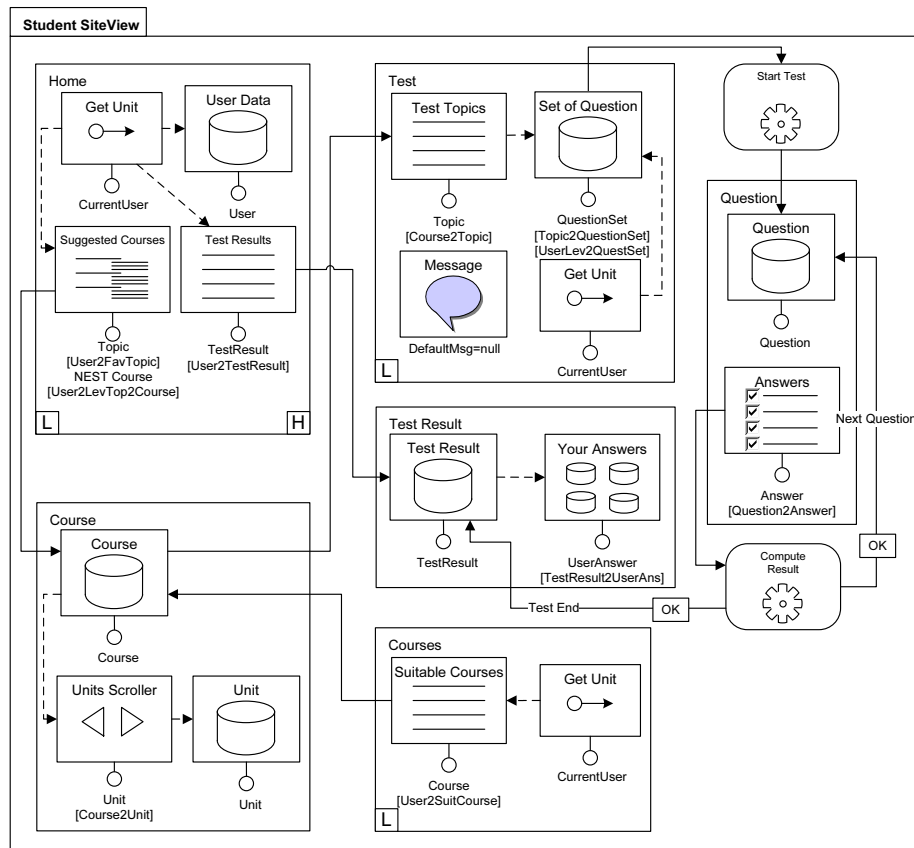 Student SiteView
Home
Get Unit
CurrentUser
User Data
User
Suggested Courses
Topic
[User2FavTopic]
NEST Course
[User2LevTop2Course]
Test Results
TestResult
[User2TestResult]
L
H
Test
Test Topics
Topic
[Course2Topic]
Set of Question
QuestionSet
[Topic2QuestionSet]
[UserLev2QuestSet]
Message
DefaultMsg=null
Get Unit
CurrentUser
L
Start Test
Question
Question
Question
Answers
Answer
[Question2Answer]
Next Question
OK
Compute
Result
Test Result
Test Result
TestResult
Your Answers
UserAnswer
[TestResult2UserAns]
Test End
OK
Course
Course
Course
Units Scroller
Unit
[Course2Unit]
Unit
Unit
Courses
Suitable Courses
Course
[User2SuitCourse]
Get Unit
CurrentUser
L